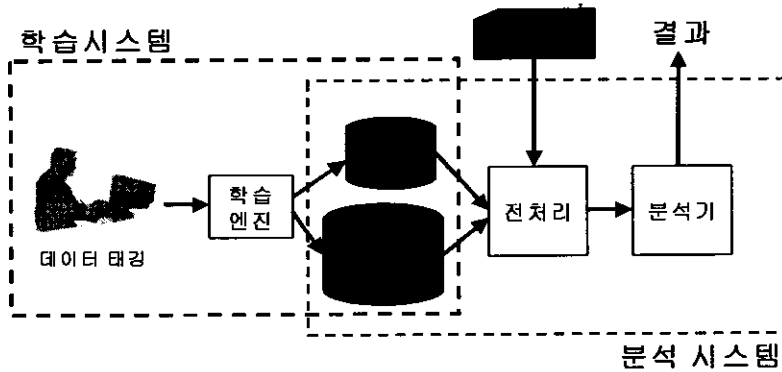 학습시스템
결과
학습
엔진
전처리
분석기
데이터 태깅
분석 시스템